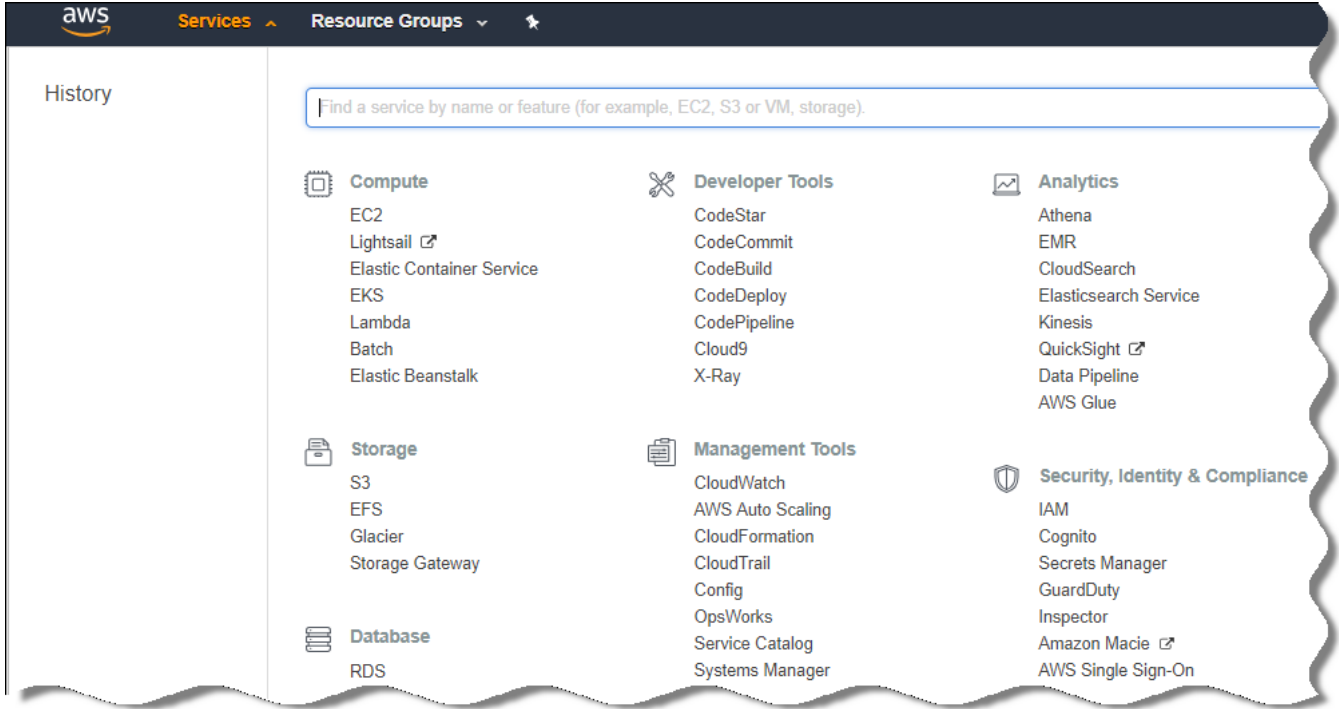 aws Services Resource Groups
History
Find a service by name or feature (for example, EC2, S3 or VM, storage).
Compute
EC2
Lightsail
Elastic Container Service
EKS
Lambda
Batch
Elastic Beanstalk
Storage
S3
EFS
Glacier
Storage Gateway
Database
RDS
Developer Tools
CodeStar
CodeCommit
CodeBuild
CodeDeploy
CodePipeline
Cloud9
X-Ray
Management Tools
CloudWatch
AWS Auto Scaling
CloudFormation
CloudTrail
Config
OpsWorks
Service Catalog
Systems Manager
Analytics
Athena
EMR
CloudSearch
Elasticsearch Service
Kinesis
QuickSight
Data Pipeline
AWS Glue
Security, Identity & Compliance
IAM
Cognito
Secrets Manager
GuardDuty
Inspector
Amazon Macie
AWS Single Sign-On